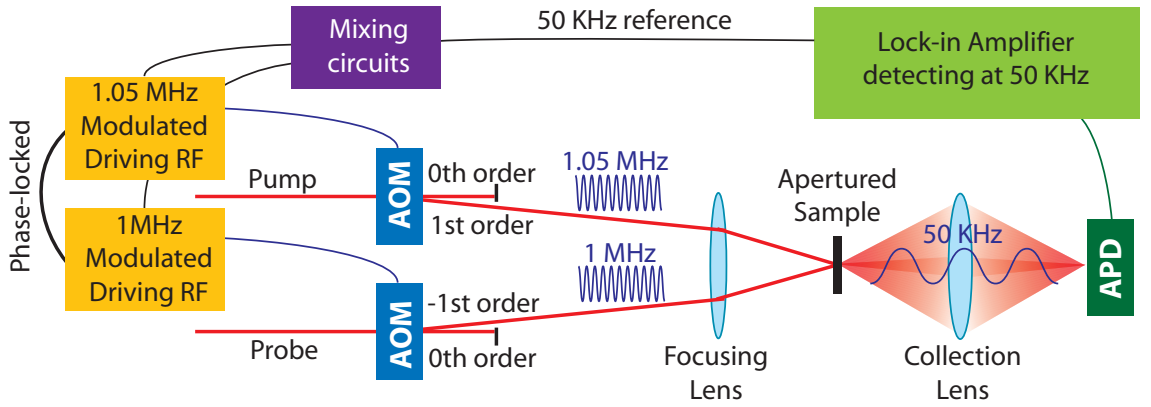 Mixing
circuits
50 KHz reference
Lock-in Amplifier
detecting at 50 KHz
1.05 MHz
Modulated
Driving RF
Phase-locked
1MHz
Modulated
Driving RF
Pump
AOM
0th order
1st order
1.05 MHz
Apertured
Sample
50 KHz
APD
1 MHz
Probe
AOM
-1st order
0th order
Focusing
Lens
Collection
Lens